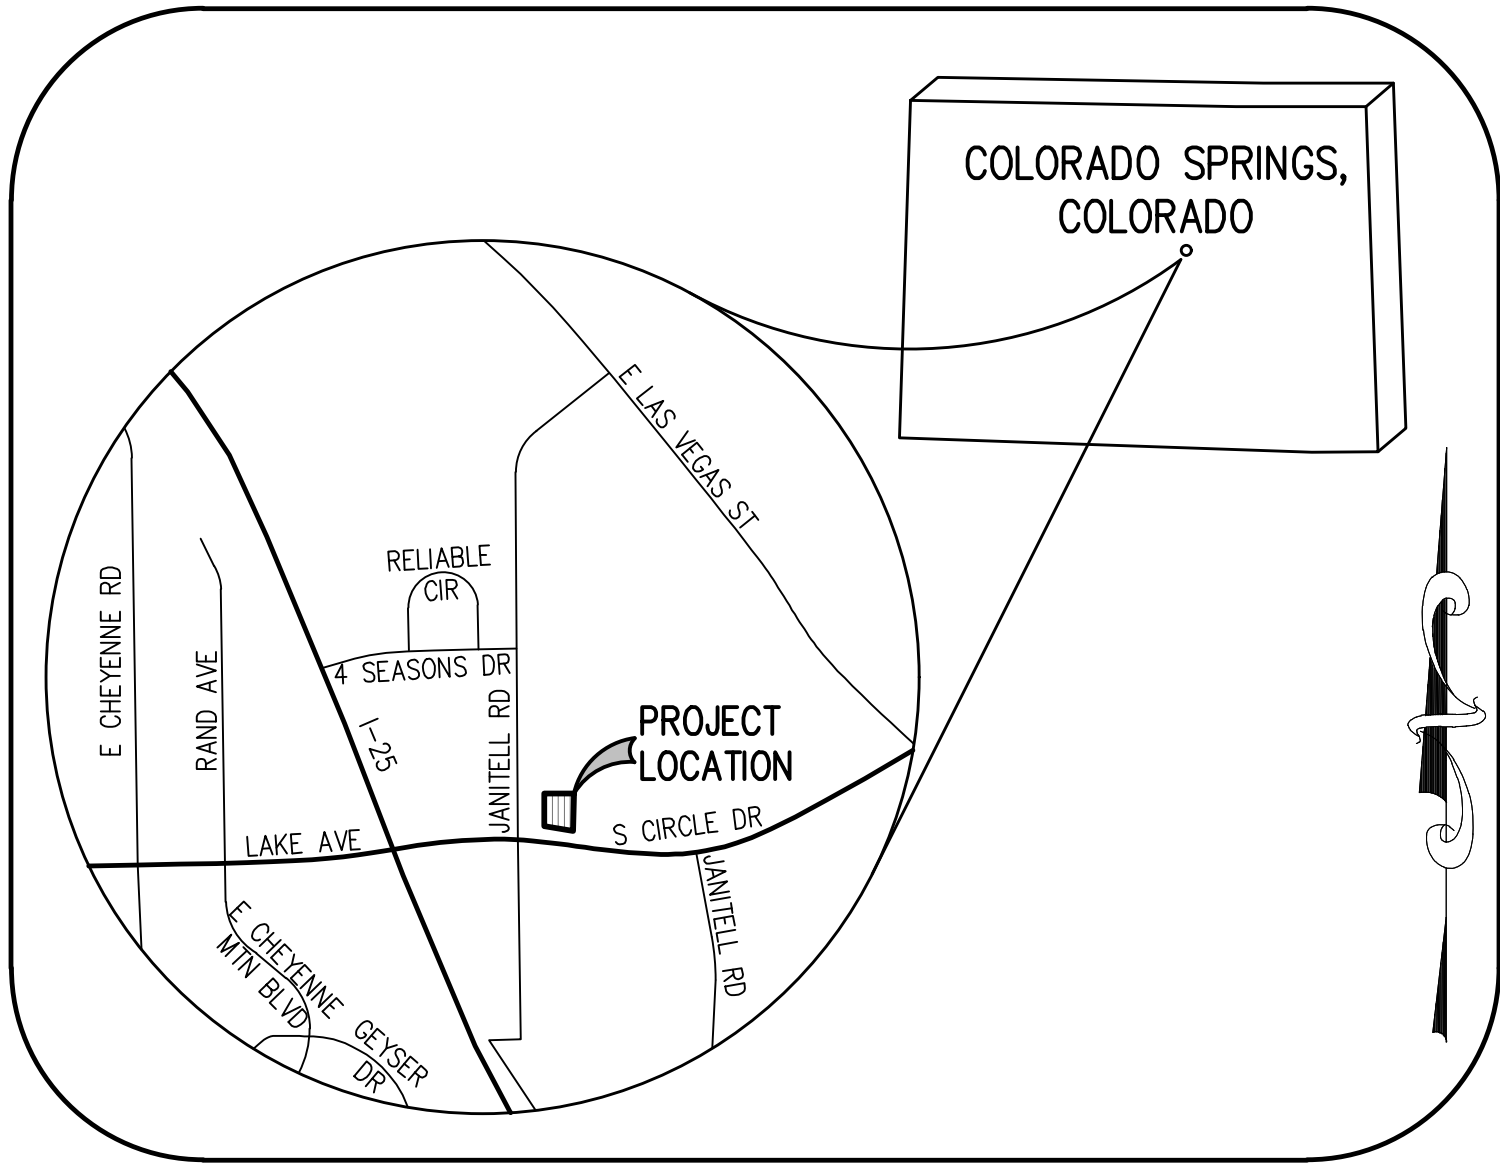 COLORADO SPRINGS,
COLORADO
E LAS VEGAS ST
RELIABLE
CIR
E CHEYENNE RD
RAND AVE
4 SEASONS DR
I-25
JANITELL RD
PROJECT
LOCATION
S CIRCLE DR
LAKE AVE
JANITELL RD
E CHEYENNE
MTN BLVD
GEYSER
DR